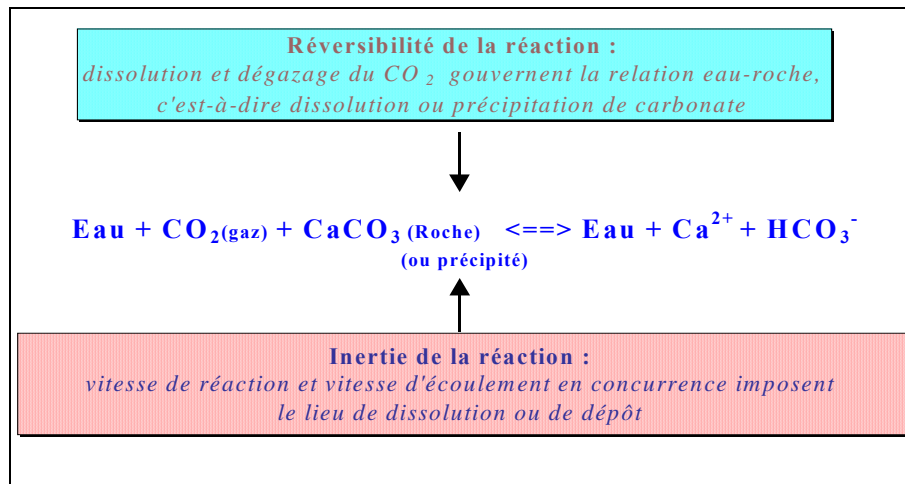 Réversibilité de la réaction :
dissolution et dégazage du CO₂ gouvernent la relation eau-roche,
c'est-à-dire dissolution ou précipitation de carbonate
Eau + CO₂(gaz) + CaCO₃ (Roche) <==> Eau + Ca²⁺ + HCO₃⁻
(ou précipité)
Inertie de la réaction :
vitesse de réaction et vitesse d'écoulement en concurrence imposent
le lieu de dissolution ou de dépôt